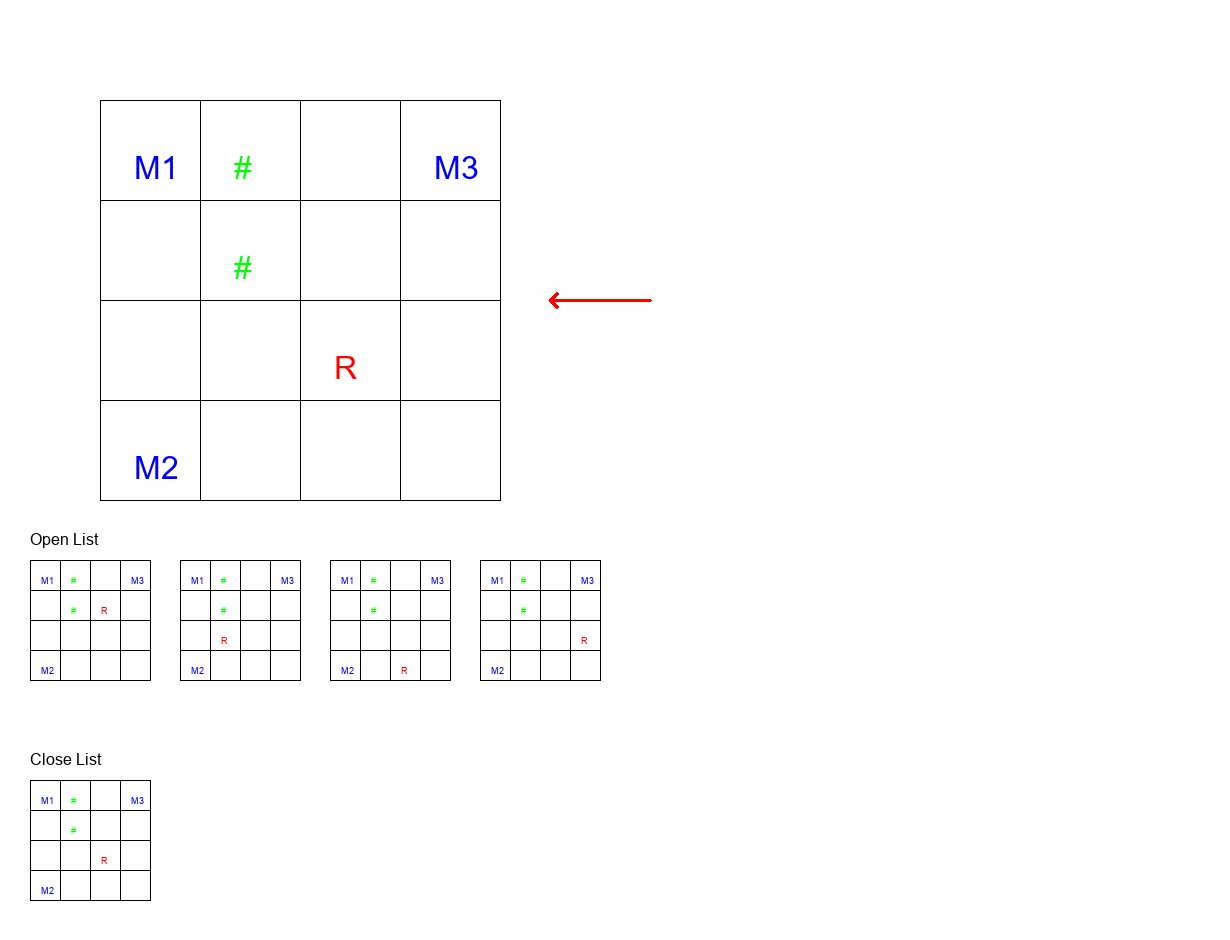 M1 # M3
#
R
M2
Open List
M1 # M3 M1 # M3 M1 # M3 M1 # M3
# R # # #
R R
M2 M2 M2 R M2
Close List
M1 # M3
#
R
M2